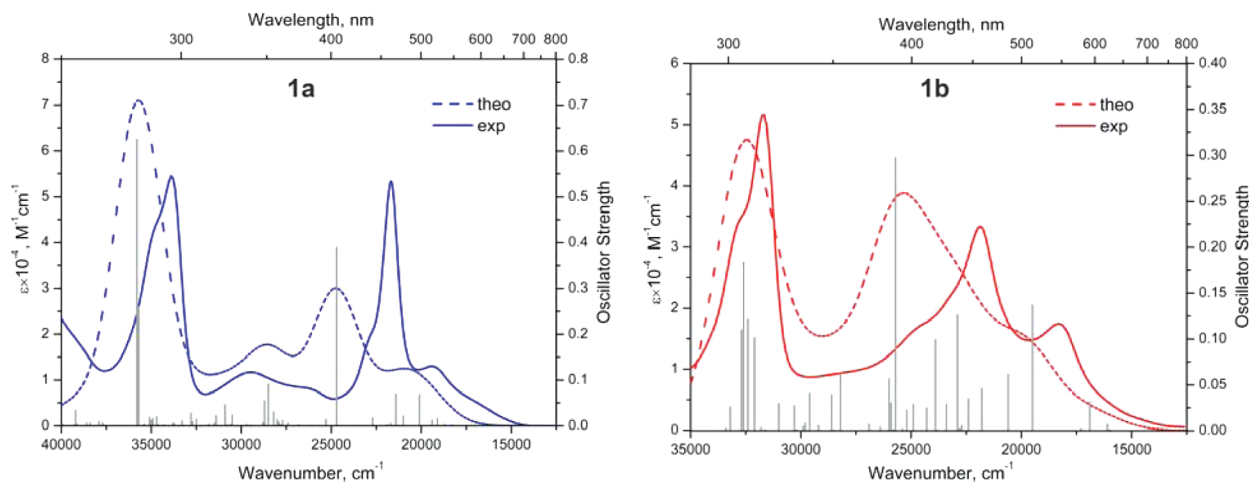 Wavelength, nm
300 400 500 600 700 800
1a
theo
exp
8 7 6 5 4 3 2 1 0
ε×10⁻⁴, M⁻¹cm⁻¹
0.8 0.7 0.6 0.5 0.4 0.3 0.2 0.1 0.0
Oscillator Strength
40000 35000 30000 25000 20000 15000
Wavenumber, cm⁻¹
Wavelength, nm
300 400 500 600 700 800
1b
theo
exp
6 5 4 3 2 1 0
ε×10⁻⁴, M⁻¹cm⁻¹
0.40 0.35 0.30 0.25 0.20 0.15 0.10 0.05 0.00
Oscillator Strength
35000 30000 25000 20000 15000
Wavenumber, cm⁻¹